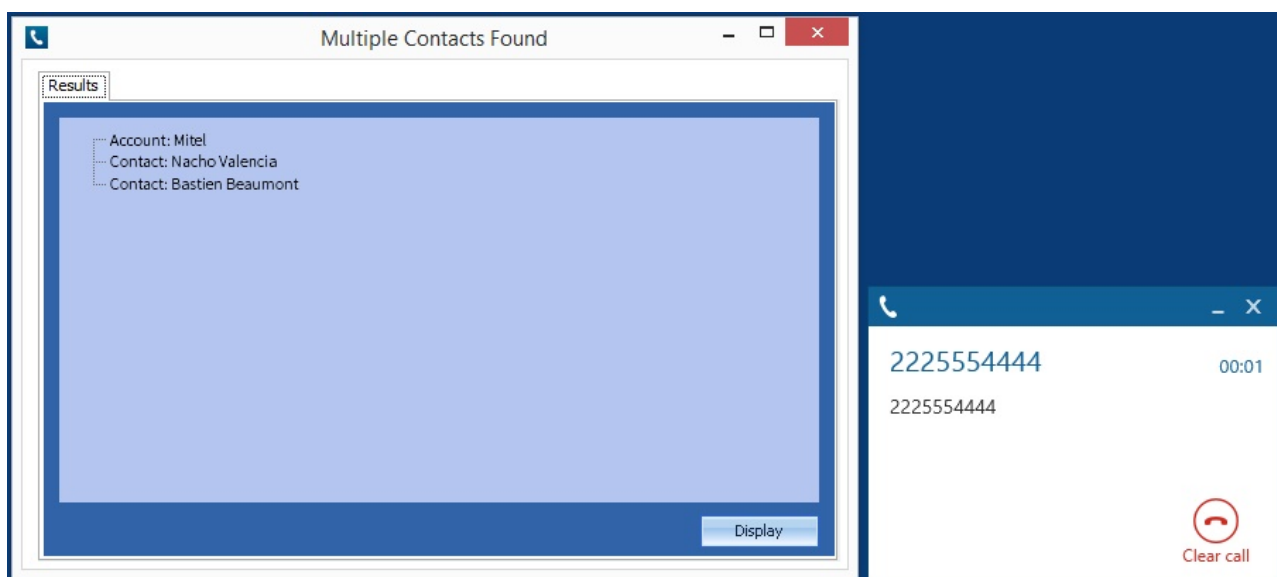 Multiple Contacts Found
Results
Account: Mitel
Contact: Nacho Valencia
Contact: Bastien Beaumont
Display
2225554444
00:01
2225554444
Clear call